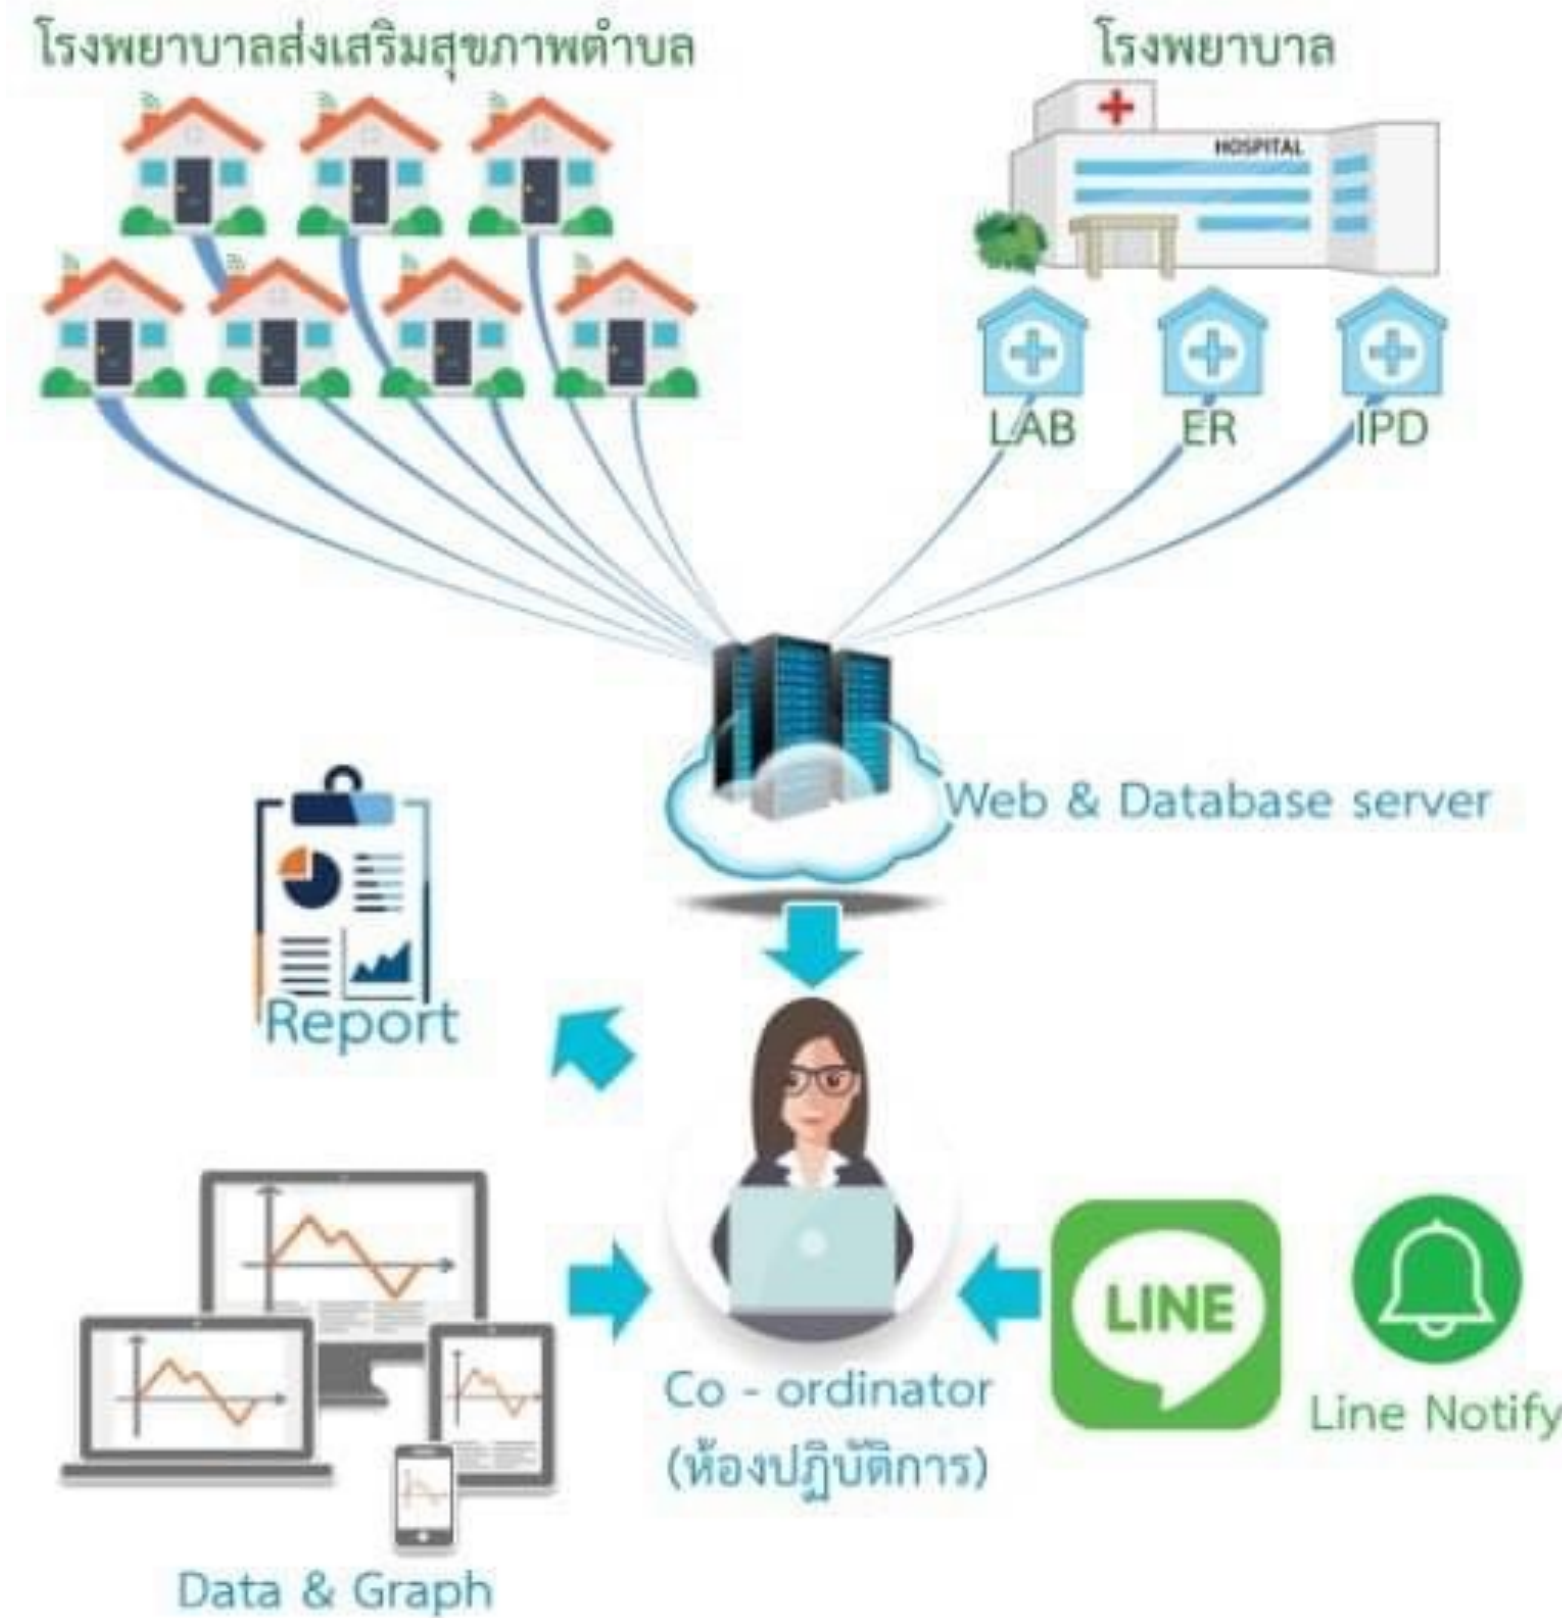 โรงพยาบาลส่งเสริมสุขภาพตำบล
โรงพยาบาล
HOSPITAL
LAB
ER
IPD
Web & Database server
Report
LINE
Co - ordinator
(ห้องปฏิบัติการ)
Line Notify
Data & Graph